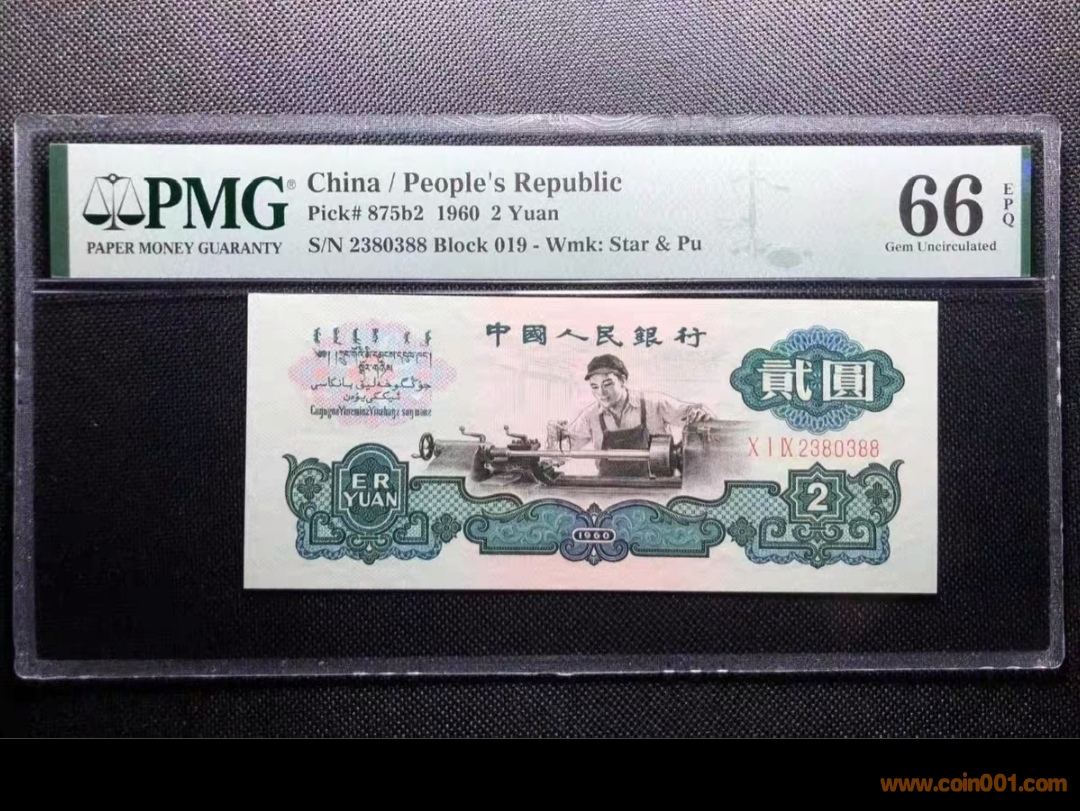 PMG®
PAPER MONEY GUARANTY
China / People's Republic
Pick# 875b2 1960 2 Yuan
S/N 2380388 Block 019 - Wmk: Star & Pu
66
EPQ
Gem Uncirculated
中國人民銀行
貳圓
X I IX 2380388
ER
YUAN
2
1960
www.coin001.com